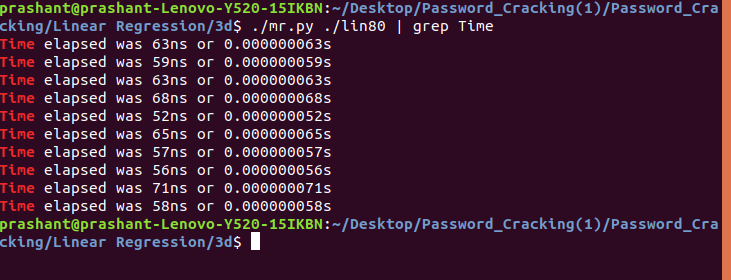 prashant@prashant-Lenovo-Y520-15IKBN:~/Desktop/Password_Cracking(1)/Password_Cra
cking/Linear Regression/3d$ ./mr.py ./lin80 | grep Time
Time elapsed was 63ns or 0.000000063s
Time elapsed was 59ns or 0.000000059s
Time elapsed was 63ns or 0.000000063s
Time elapsed was 68ns or 0.000000068s
Time elapsed was 52ns or 0.000000052s
Time elapsed was 65ns or 0.000000065s
Time elapsed was 57ns or 0.000000057s
Time elapsed was 56ns or 0.000000056s
Time elapsed was 71ns or 0.000000071s
Time elapsed was 58ns or 0.000000058s
prashant@prashant-Lenovo-Y520-15IKBN:~/Desktop/Password_Cracking(1)/Password_Cra
cking/Linear Regression/3d$